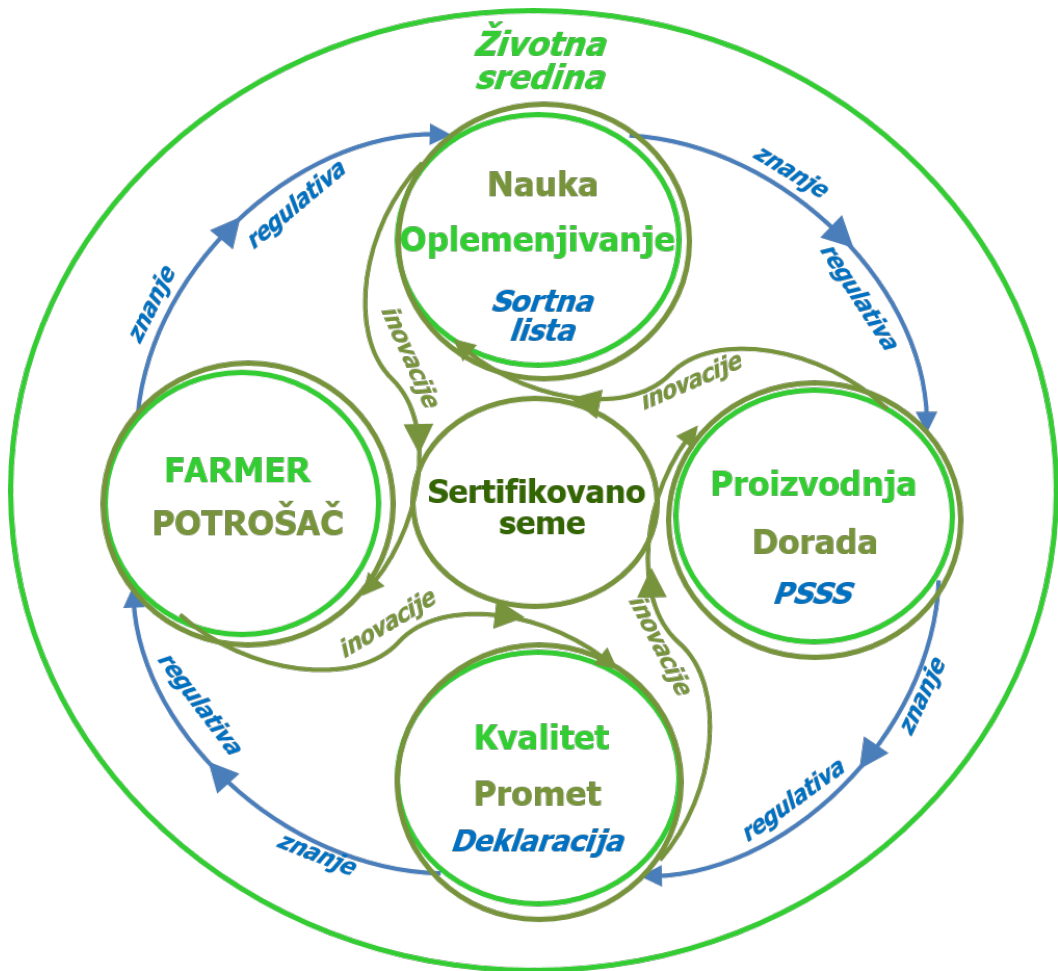 Životna
sredina
Nauka
Oplemenjivanje
Sortna
lista
znanje
regulativa
regulativa
znanje
inovacije
inovacije
FARMER
POTROŠAČ
Sertifikovano
seme
Proizvodnja
Dorada
PSSS
inovacije
inovacije
Kvalitet
Promet
Deklaracija
regulativa
znanje
znanje
regulativa